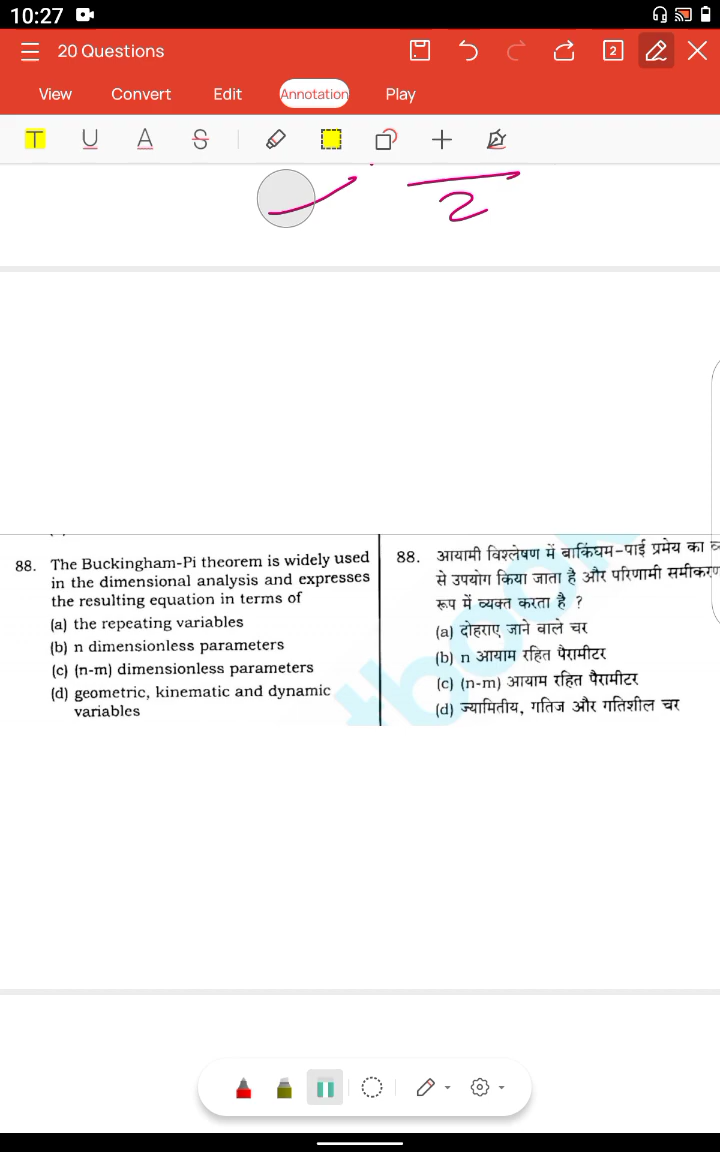 10:27
20 Questions
2
View Convert Edit Annotation Play
T U A S
2
88. The Buckingham-Pi theorem is widely used
in the dimensional analysis and expresses
the resulting equation in terms of
(a) the repeating variables
(b) n dimensionless parameters
(c) (n-m) dimensionless parameters
(d) geometric, kinematic and dynamic
variables
88. आयामी विश्लेषण में बाकिंघम-पाई प्रमेय का
से उपयोग किया जाता है और परिणामी समीकरण
रूप में व्यक्त करता है ?
(a) दोहराए जाने वाले चर
(b) n आयाम रहित पैरामीटर
(c) (n-m) आयाम रहित पैरामीटर
(d) ज्यामितीय, गतिज और गतिशील चर